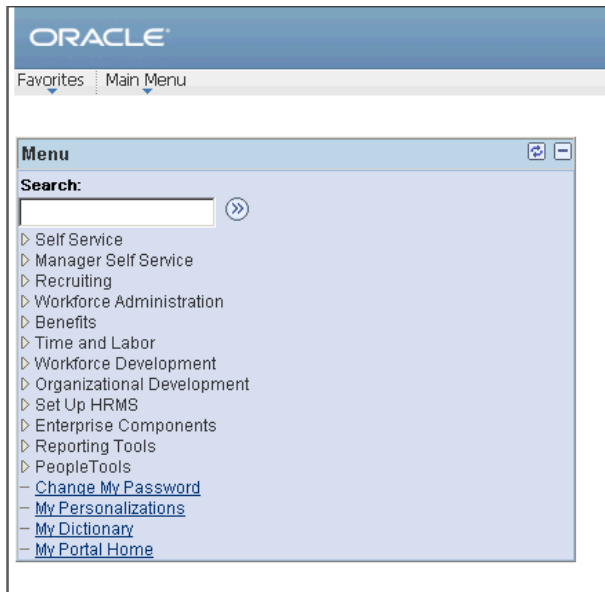 ORACLE
Favorites Main Menu
Menu
Search:
Self Service
Manager Self Service
Recruiting
Workforce Administration
Benefits
Time and Labor
Workforce Development
Organizational Development
Set Up HRMS
Enterprise Components
Reporting Tools
PeopleTools
Change My Password
My Personalizations
My Dictionary
My Portal Home